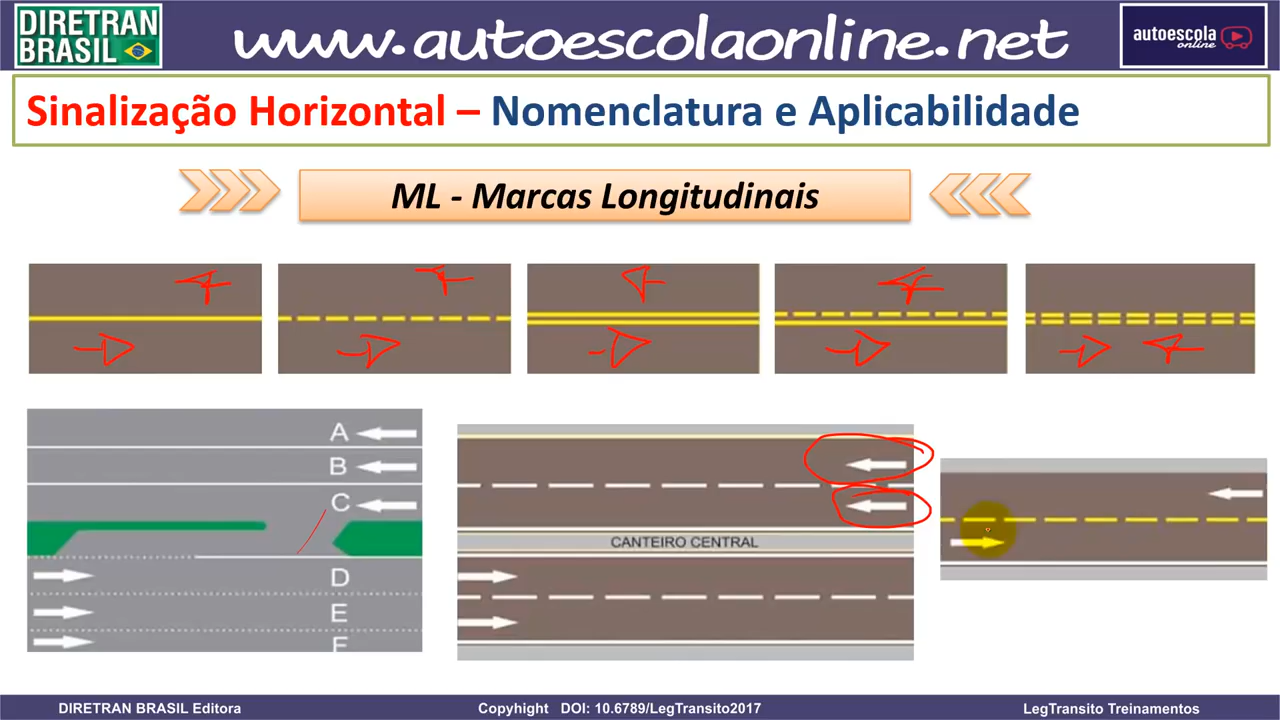 DIRETRAN
BRASIL
www.autoescolaonline.net
autoescola
online
Sinalização Horizontal – Nomenclatura e Aplicabilidade
ML - Marcas Longitudinais
A
B
C
D
E
F
CANTEIRO CENTRAL
DIRETRAN BRASIL Editora
Copyhight DOI: 10.6789/LegTransito2017
LegTransito Treinamentos